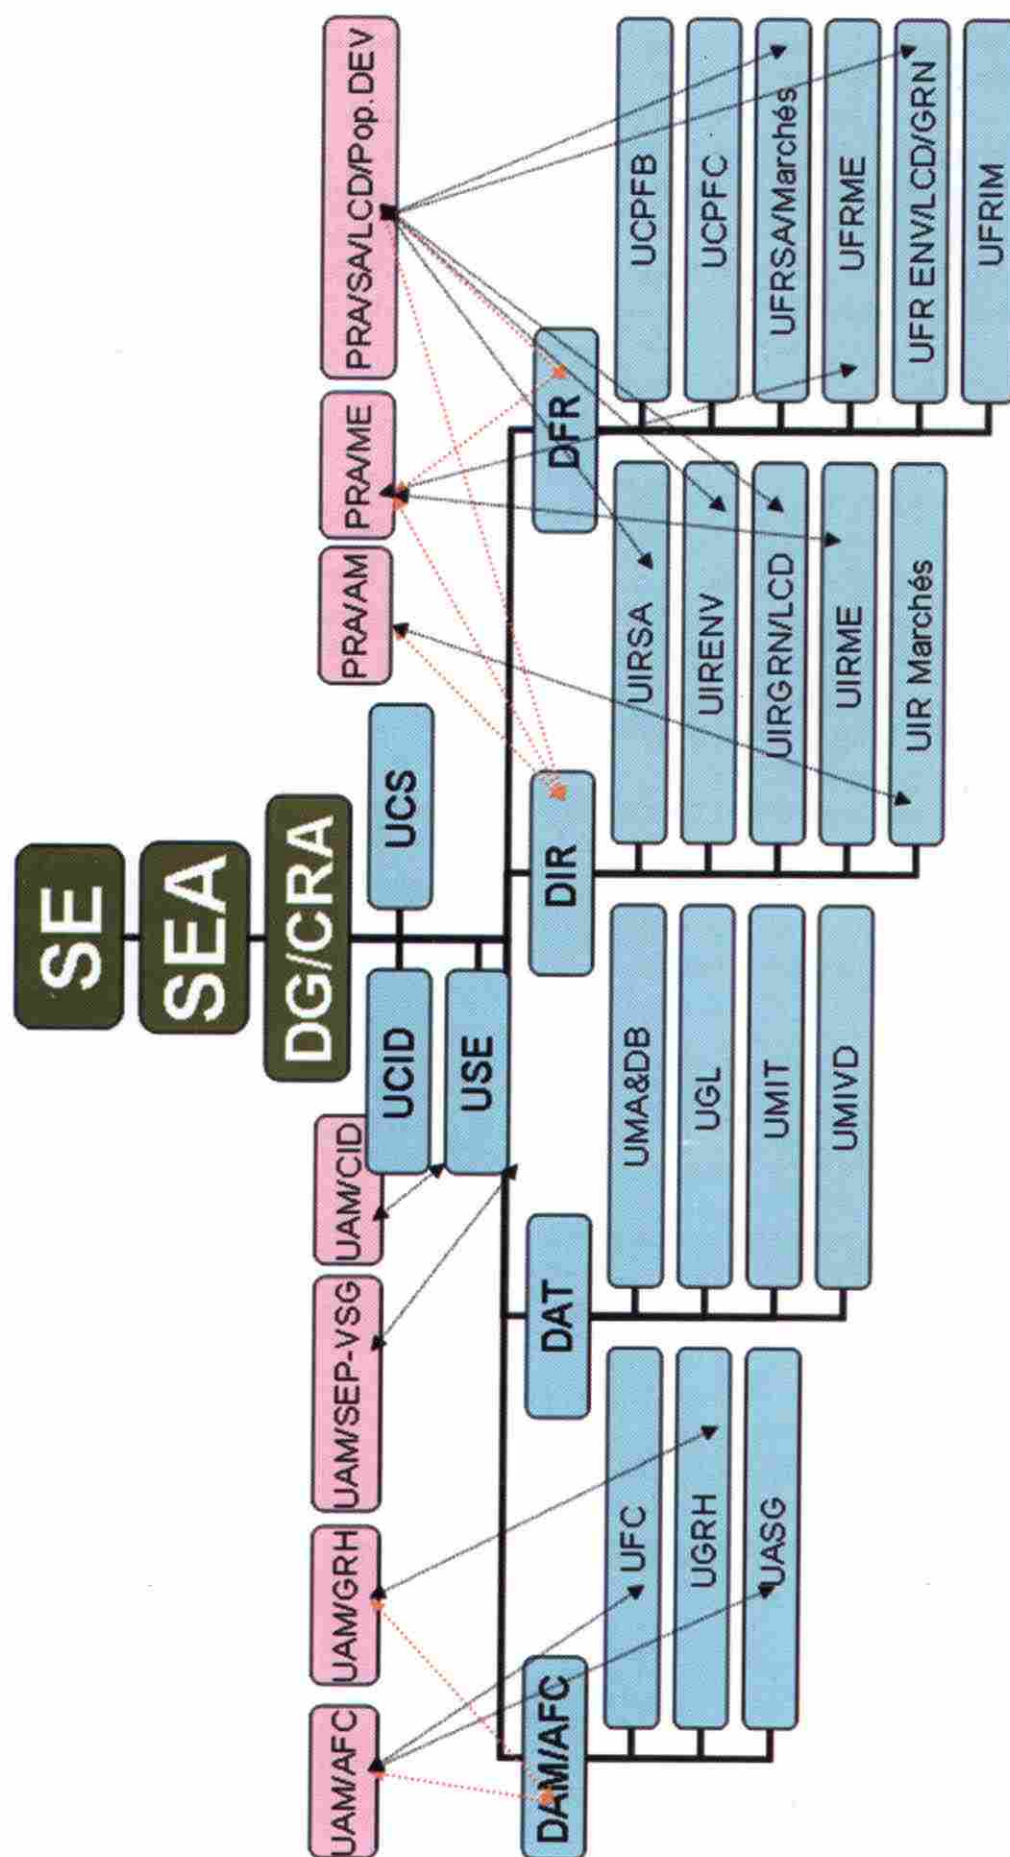 SE
SEA
DG/CRA
UCID
UCS
USE
UAM/AFC
UAM/GRH
UAM/SEP-VSG
UAM/CID
PRA/AM
PRA/ME
PRA/SA/LCD/Pop.DEV
DAM/AFC
UFC
UGRH
UASG
DAT
UMA&DB
UGL
UMIT
UMIVD
DIR
UIRSA
UIRENV
UIRGRN/LCD
UIRME
UIR Marchés
DFR
UCPFB
UCPFC
UFRSA/Marchés
UFRME
UFR ENV/LCD/GRN
UFRIM